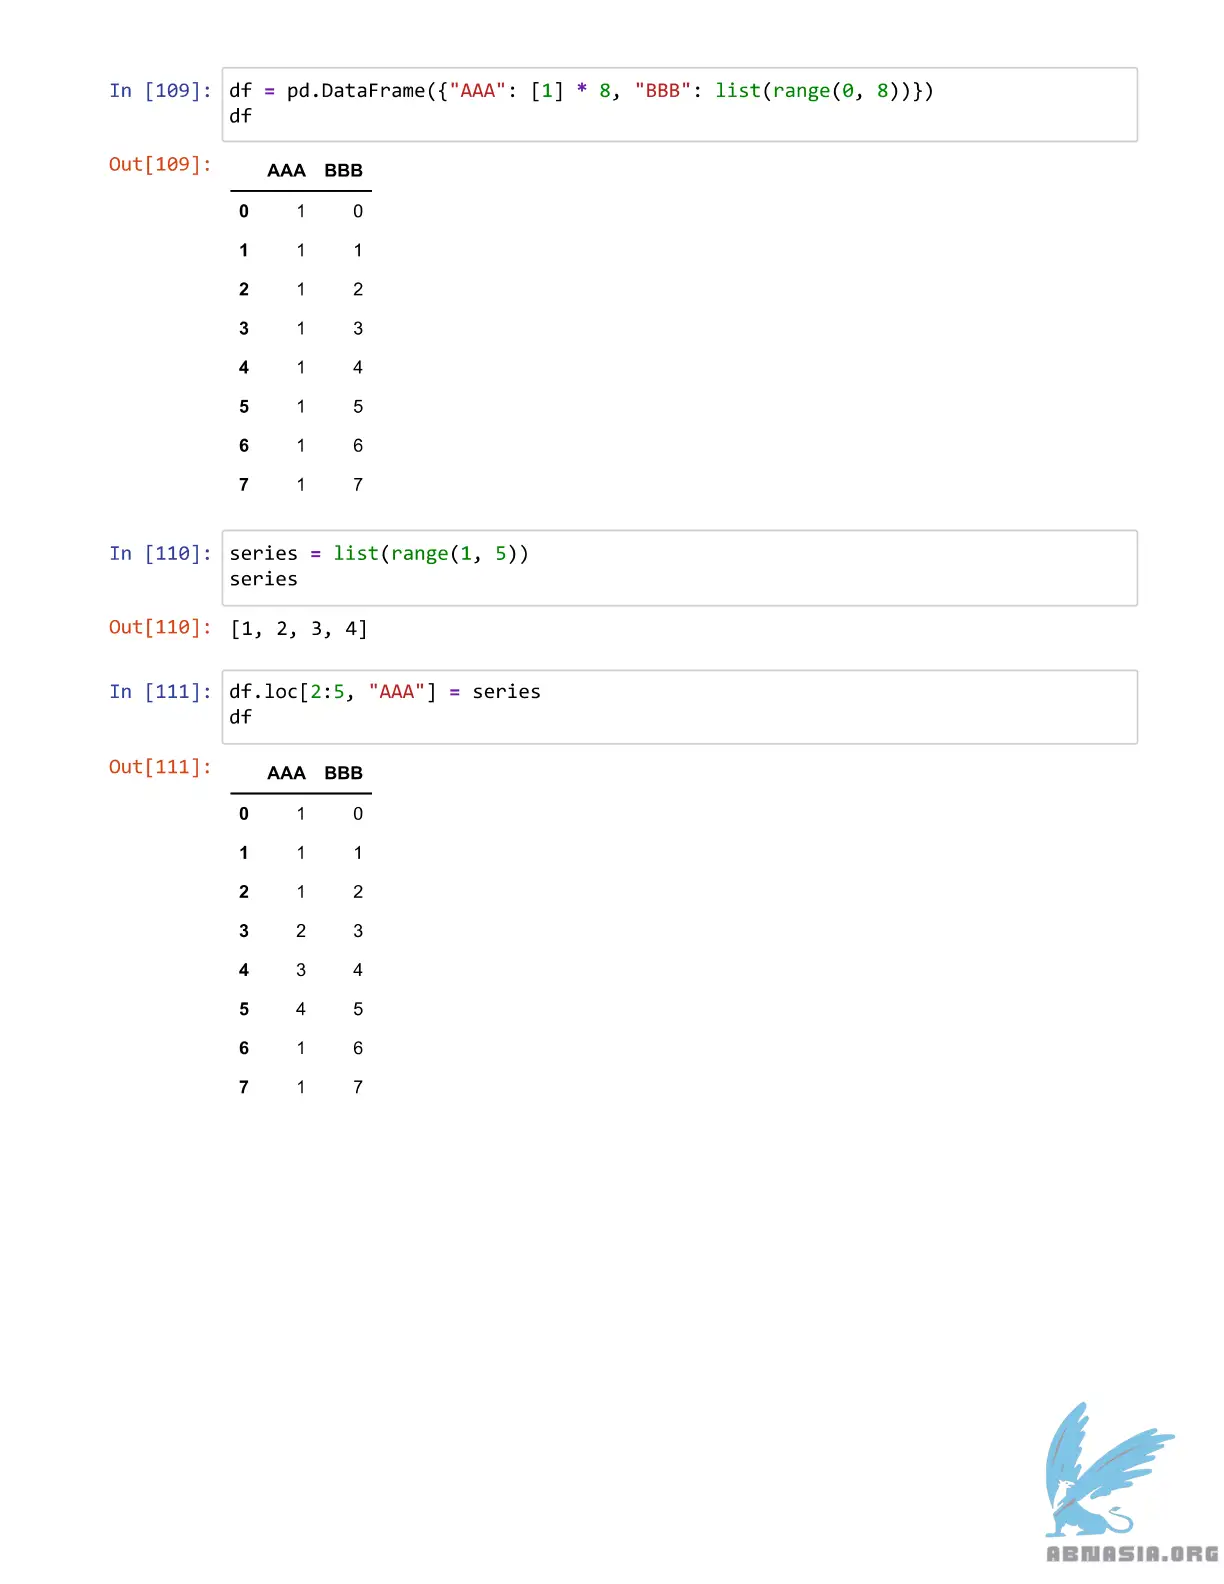 In [109]: df = pd.DataFrame({"AAA": [1] * 8, "BBB": list(range(0, 8))})
df
Out[109]:
AAA BBB
0 1 0
1 1 1
2 1 2
3 1 3
4 1 4
5 1 5
6 1 6
7 1 7
In [110]: series = list(range(1, 5))
series
Out[110]: [1, 2, 3, 4]
In [111]: df.loc[2:5, "AAA"] = series
df
Out[111]:
AAA BBB
0 1 0
1 1 1
2 1 2
3 2 3
4 3 4
5 4 5
6 1 6
7 1 7
ABNASIA.ORG